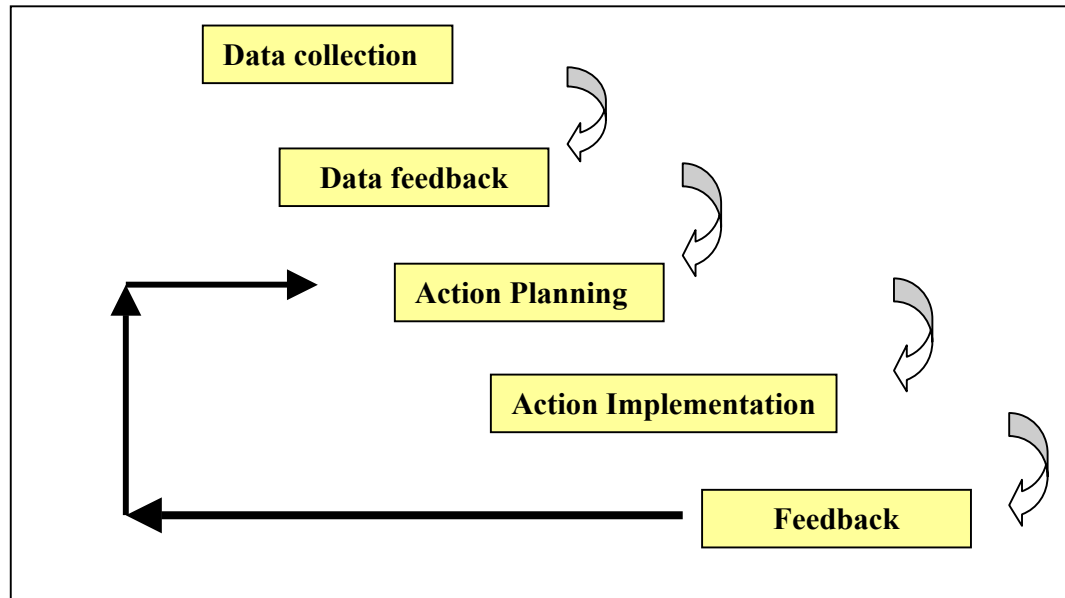 Data collection
Data feedback
Action Planning
Action Implementation
Feedback